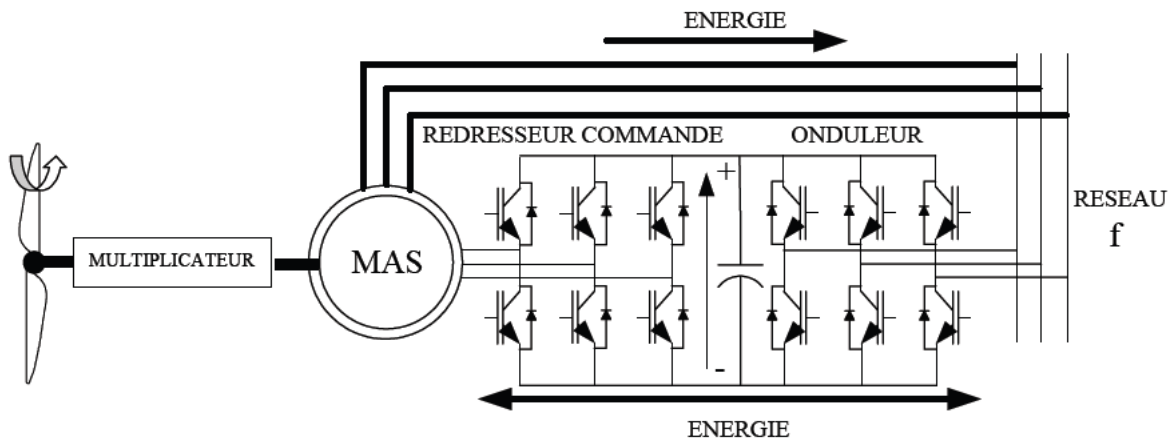 ENERGIE
REDRESSEUR COMMANDE
ONDULEUR
+
RESEAU
f
MULTIPLICATEUR
MAS
-
ENERGIE